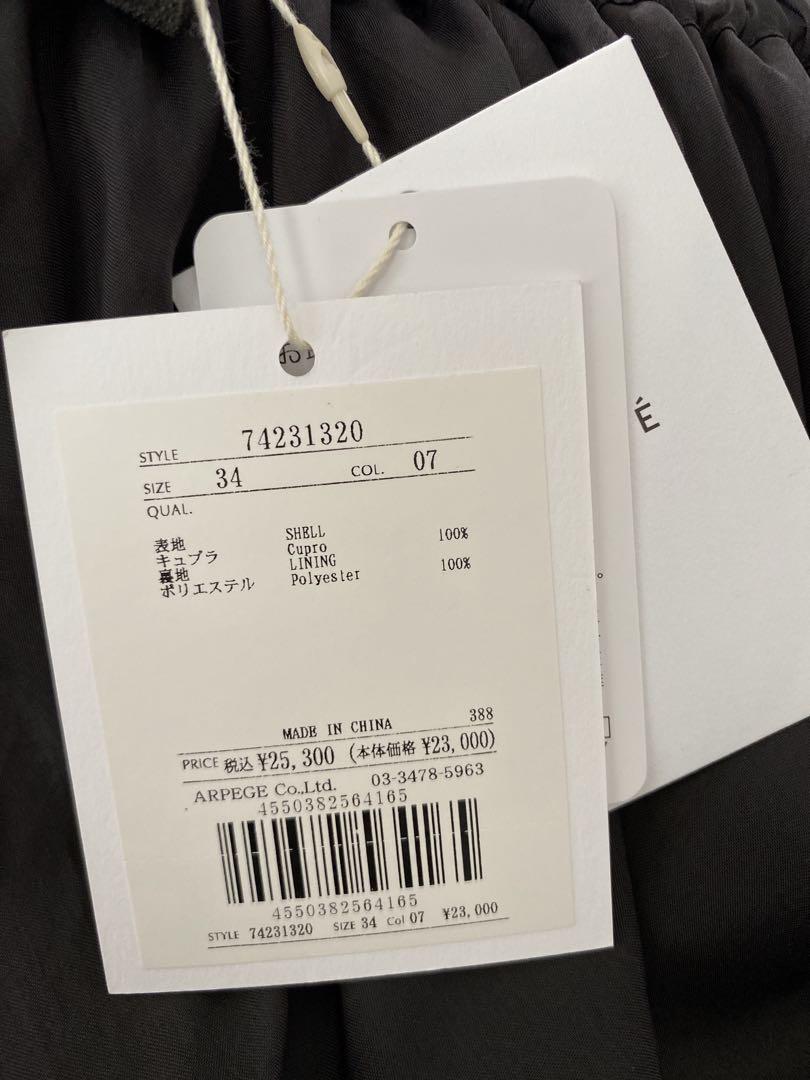 É
STYLE 74231320
SIZE 34 COL. 07
QUAL.
表地 SHELL 100%
キュプラ Cupro
裏地 LINING 100%
ポリエステル Polyester
MADE IN CHINA 388
PRICE 税込 ¥25,300 (本体価格 ¥23,000)
ARPEGE Co.,Ltd. 03-3478-5963
4550382564165
4550382564165
STYLE 74231320 SIZE 34 Col 07 ¥23,000